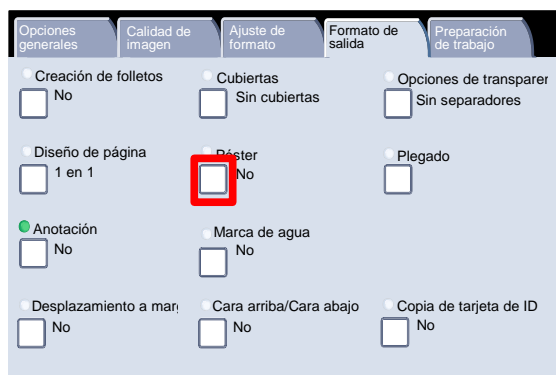 Opciones generales
Calidad de imagen
Ajuste de formato
Formato de salida
Preparación de trabajo
Creación de folletos
No
Cubiertas
Sin cubiertas
Opciones de transparen
Sin separadores
Diseño de página
1 en 1
Póster
No
Plegado
Anotación
No
Marca de agua
No
Desplazamiento a mar
No
Cara arriba/Cara abajo
No
Copia de tarjeta de ID
No